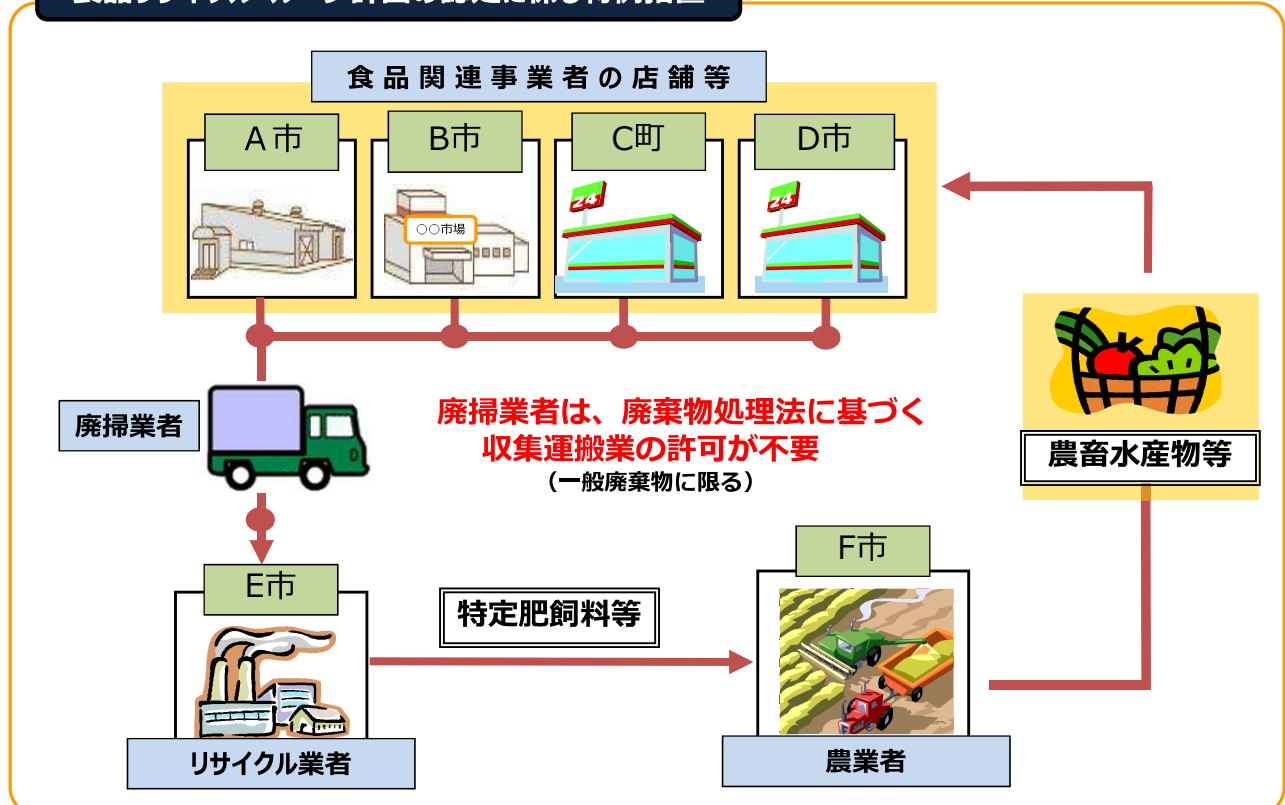 食品関連事業者の店舗等
A市
B市
C町
D市
24
24
○○市場
廃掃業者
廃掃業者は、廃棄物処理法に基づく
収集運搬業の許可が不要
（一般廃棄物に限る）
農畜水産物等
E市
特定肥飼料等
F市
リサイクル業者
農業者